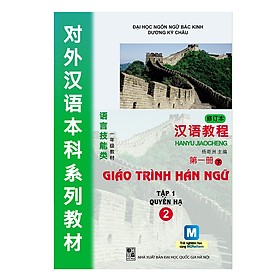 对外汉语本科系列教材
ĐẠI HỌC NGÔN NGỮ BẮC KINH
DƯƠNG KÝ CHÂU
语言技能类
一年级教材
修订本
汉语教程
HANYU JIAOCHENG
杨寄洲 主编
第一册 下
GIÁO TRÌNH HÁN NGỮ
TẬP 1
QUYỂN HẠ
2
NHÀ XUẤT BẢN ĐẠI HỌC QUỐC GIA HÀ NỘI